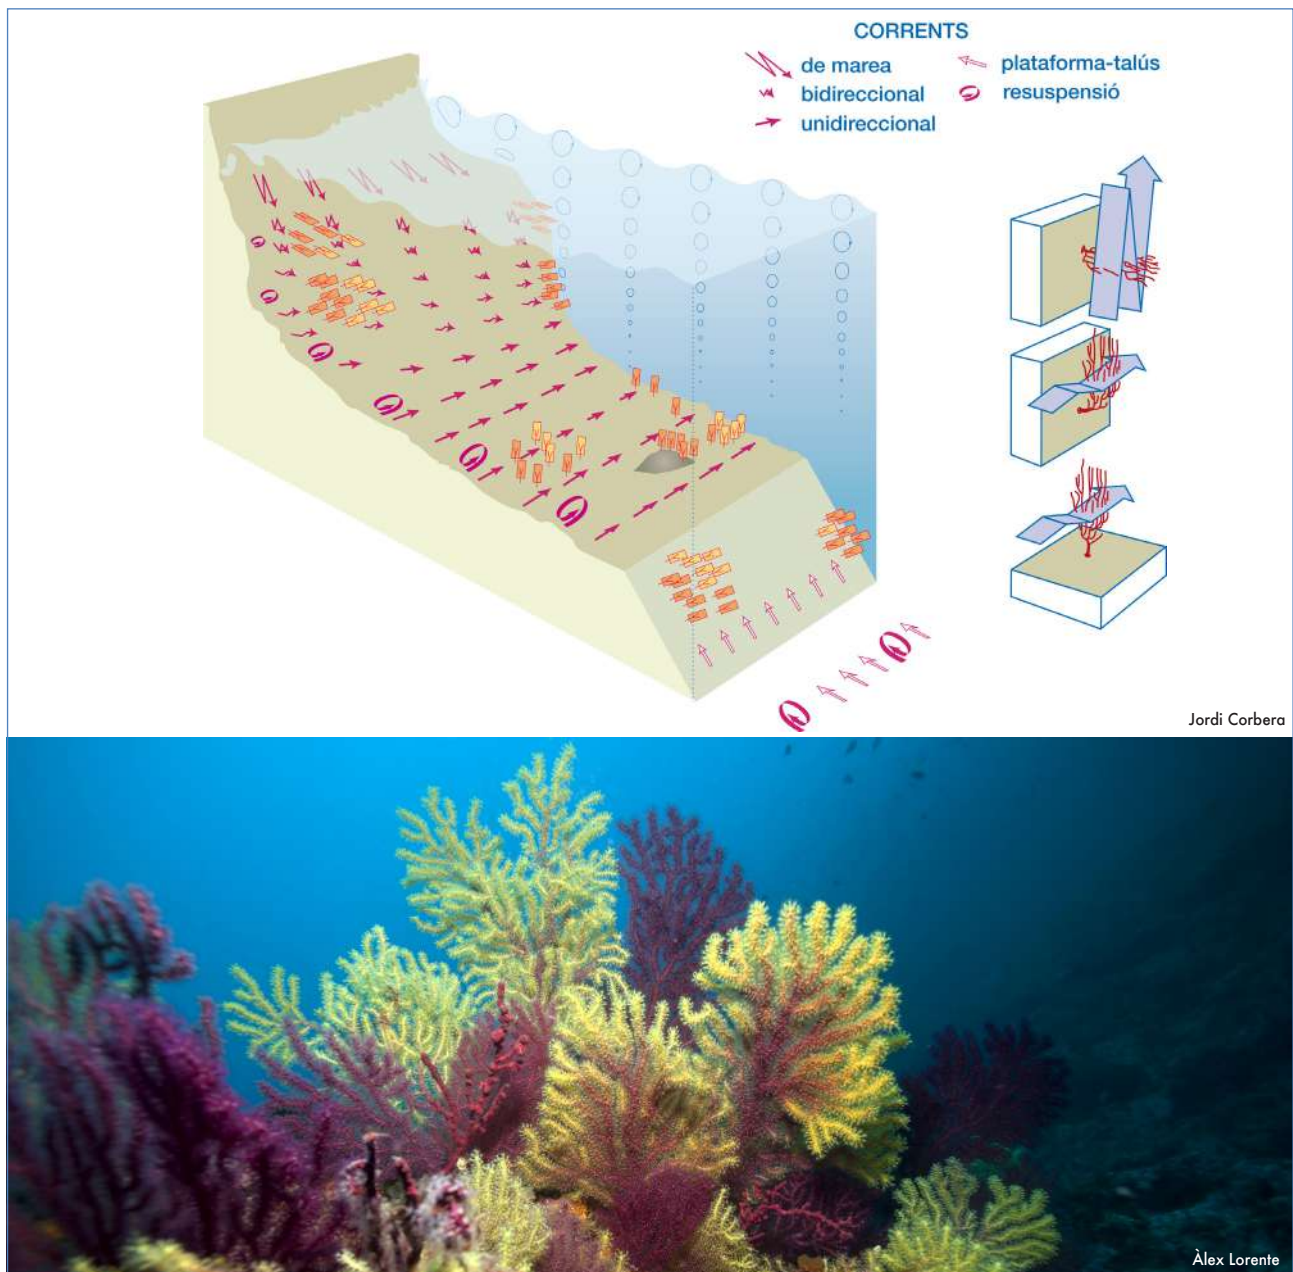 CORRENTS
de marea
bidireccional
unidireccional
plataforma-talús
resuspensió
Jordi Corbera
Àlex Lorente